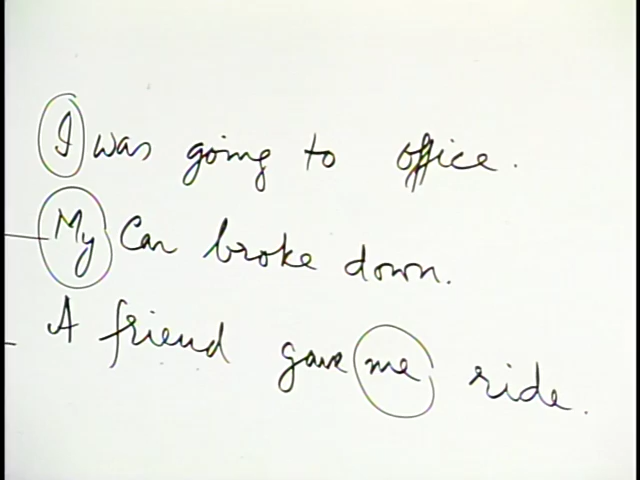 I was going to office.
My Car broke down.
A friend gave me ride.